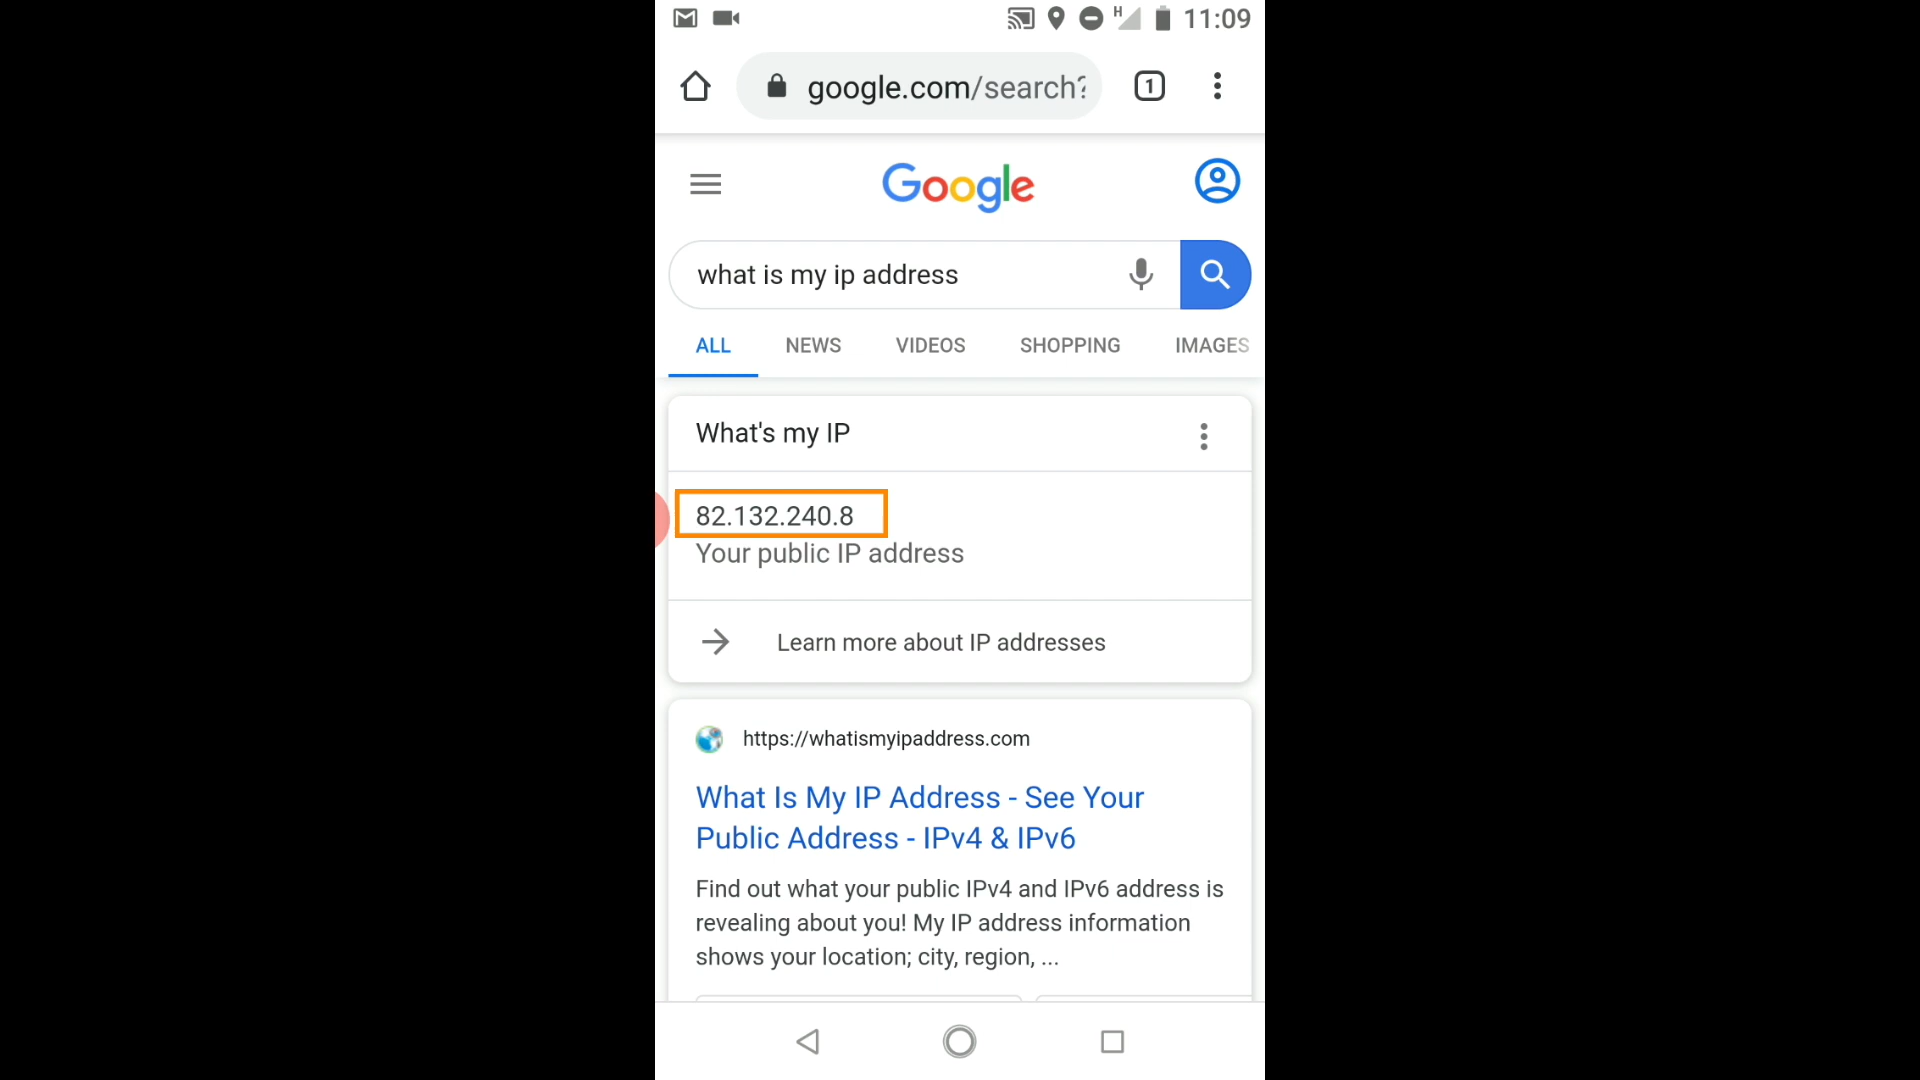 H 11:09
google.com/search?
1
Google
what is my ip address
ALL NEWS VIDEOS SHOPPING IMAGES
What's my IP
82.132.240.8
Your public IP address
Learn more about IP addresses
https://whatismyipaddress.com
What Is My IP Address - See Your
Public Address - IPv4 & IPv6
Find out what your public IPv4 and IPv6 address is
revealing about you! My IP address information
shows your location; city, region, ...